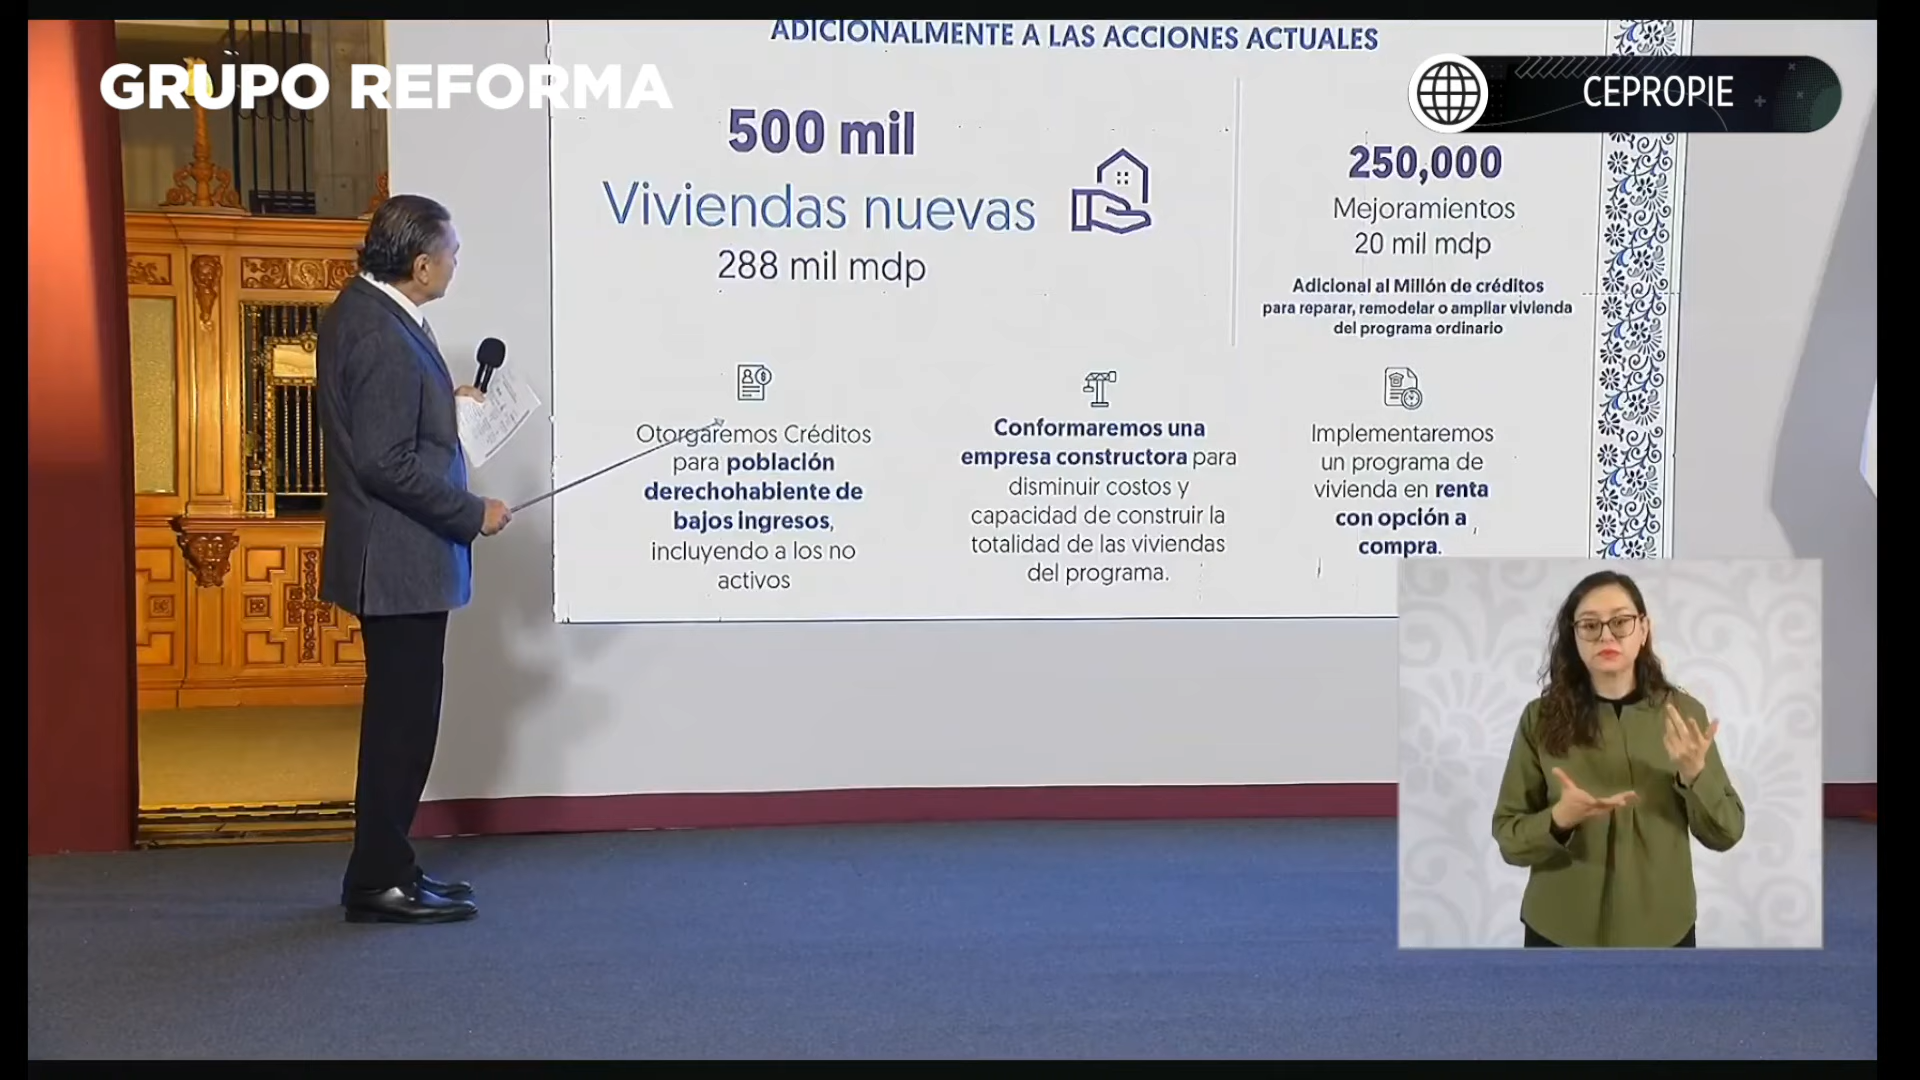 ADICIONALMENTE A LAS ACCIONES ACTUALES
GRUPO REFORMA
CEPROPIE
500 mil
Viviendas nuevas
288 mil mdp
250,000
Mejoramientos
20 mil mdp
Adicional al Millón de créditos
para reparar, remodelar o ampliar vivienda
del programa ordinario
Otorgaremos Créditos
para población
derechohabiente de
bajos ingresos,
incluyendo a los no
activos
Conformaremos una
empresa constructora para
disminuir costos y
capacidad de construir la
totalidad de las viviendas
del programa.
Implementaremos
un programa de
vivienda en renta
con opción a
compra.